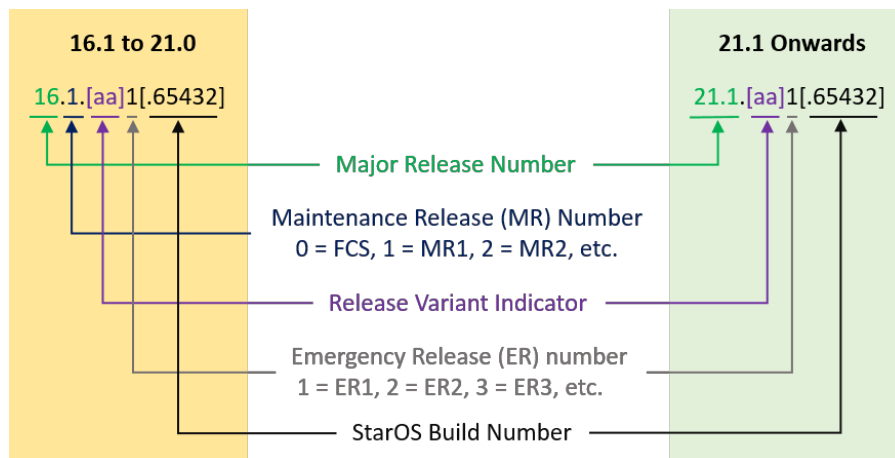 16.1 to 21.0
21.1 Onwards
16.1.[aa]1[.65432]
21.1.[aa]1[.65432]
Major Release Number
Maintenance Release (MR) Number
0 = FCS, 1 = MR1, 2 = MR2, etc.
Release Variant Indicator
Emergency Release (ER) number
1 = ER1, 2 = ER2, 3 = ER3, etc.
StarOS Build Number